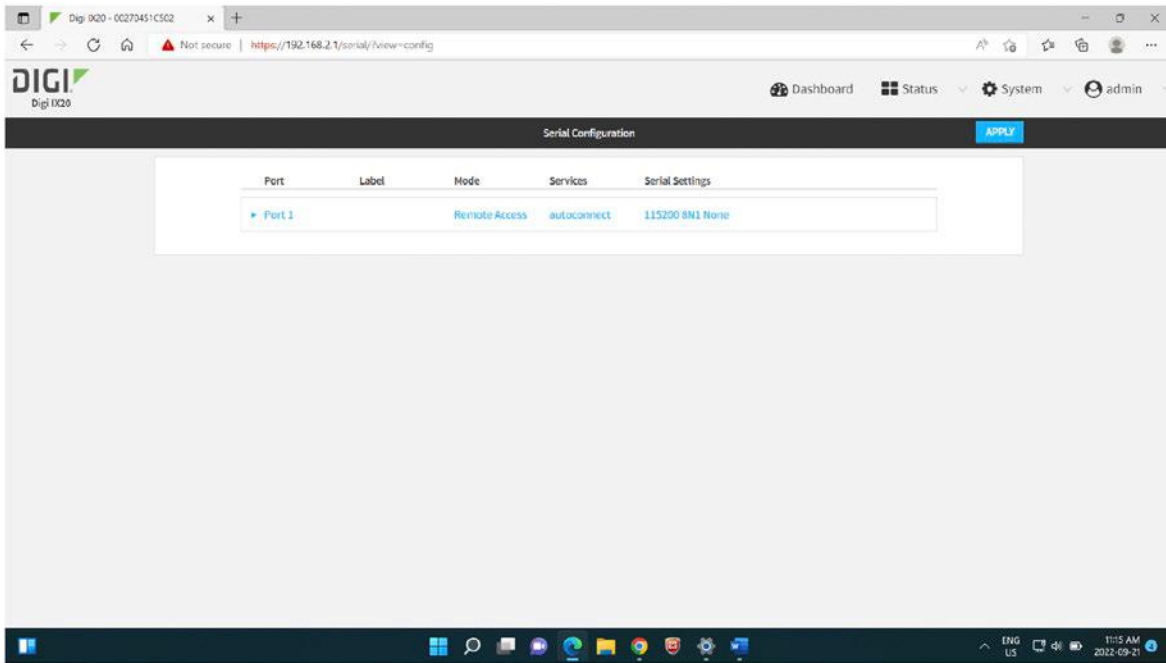 Digi IX20 - 00270451C502
Not secure | https://192.168.2.1/serial/?view=config
DIGI
Digi IX20
Dashboard Status System admin
Serial Configuration APPLY
Port Label Mode Services Serial Settings
Port 1 Remote Access autoconnect 115200 8N1 None
ENG
US
11:15 AM
2022-09-21